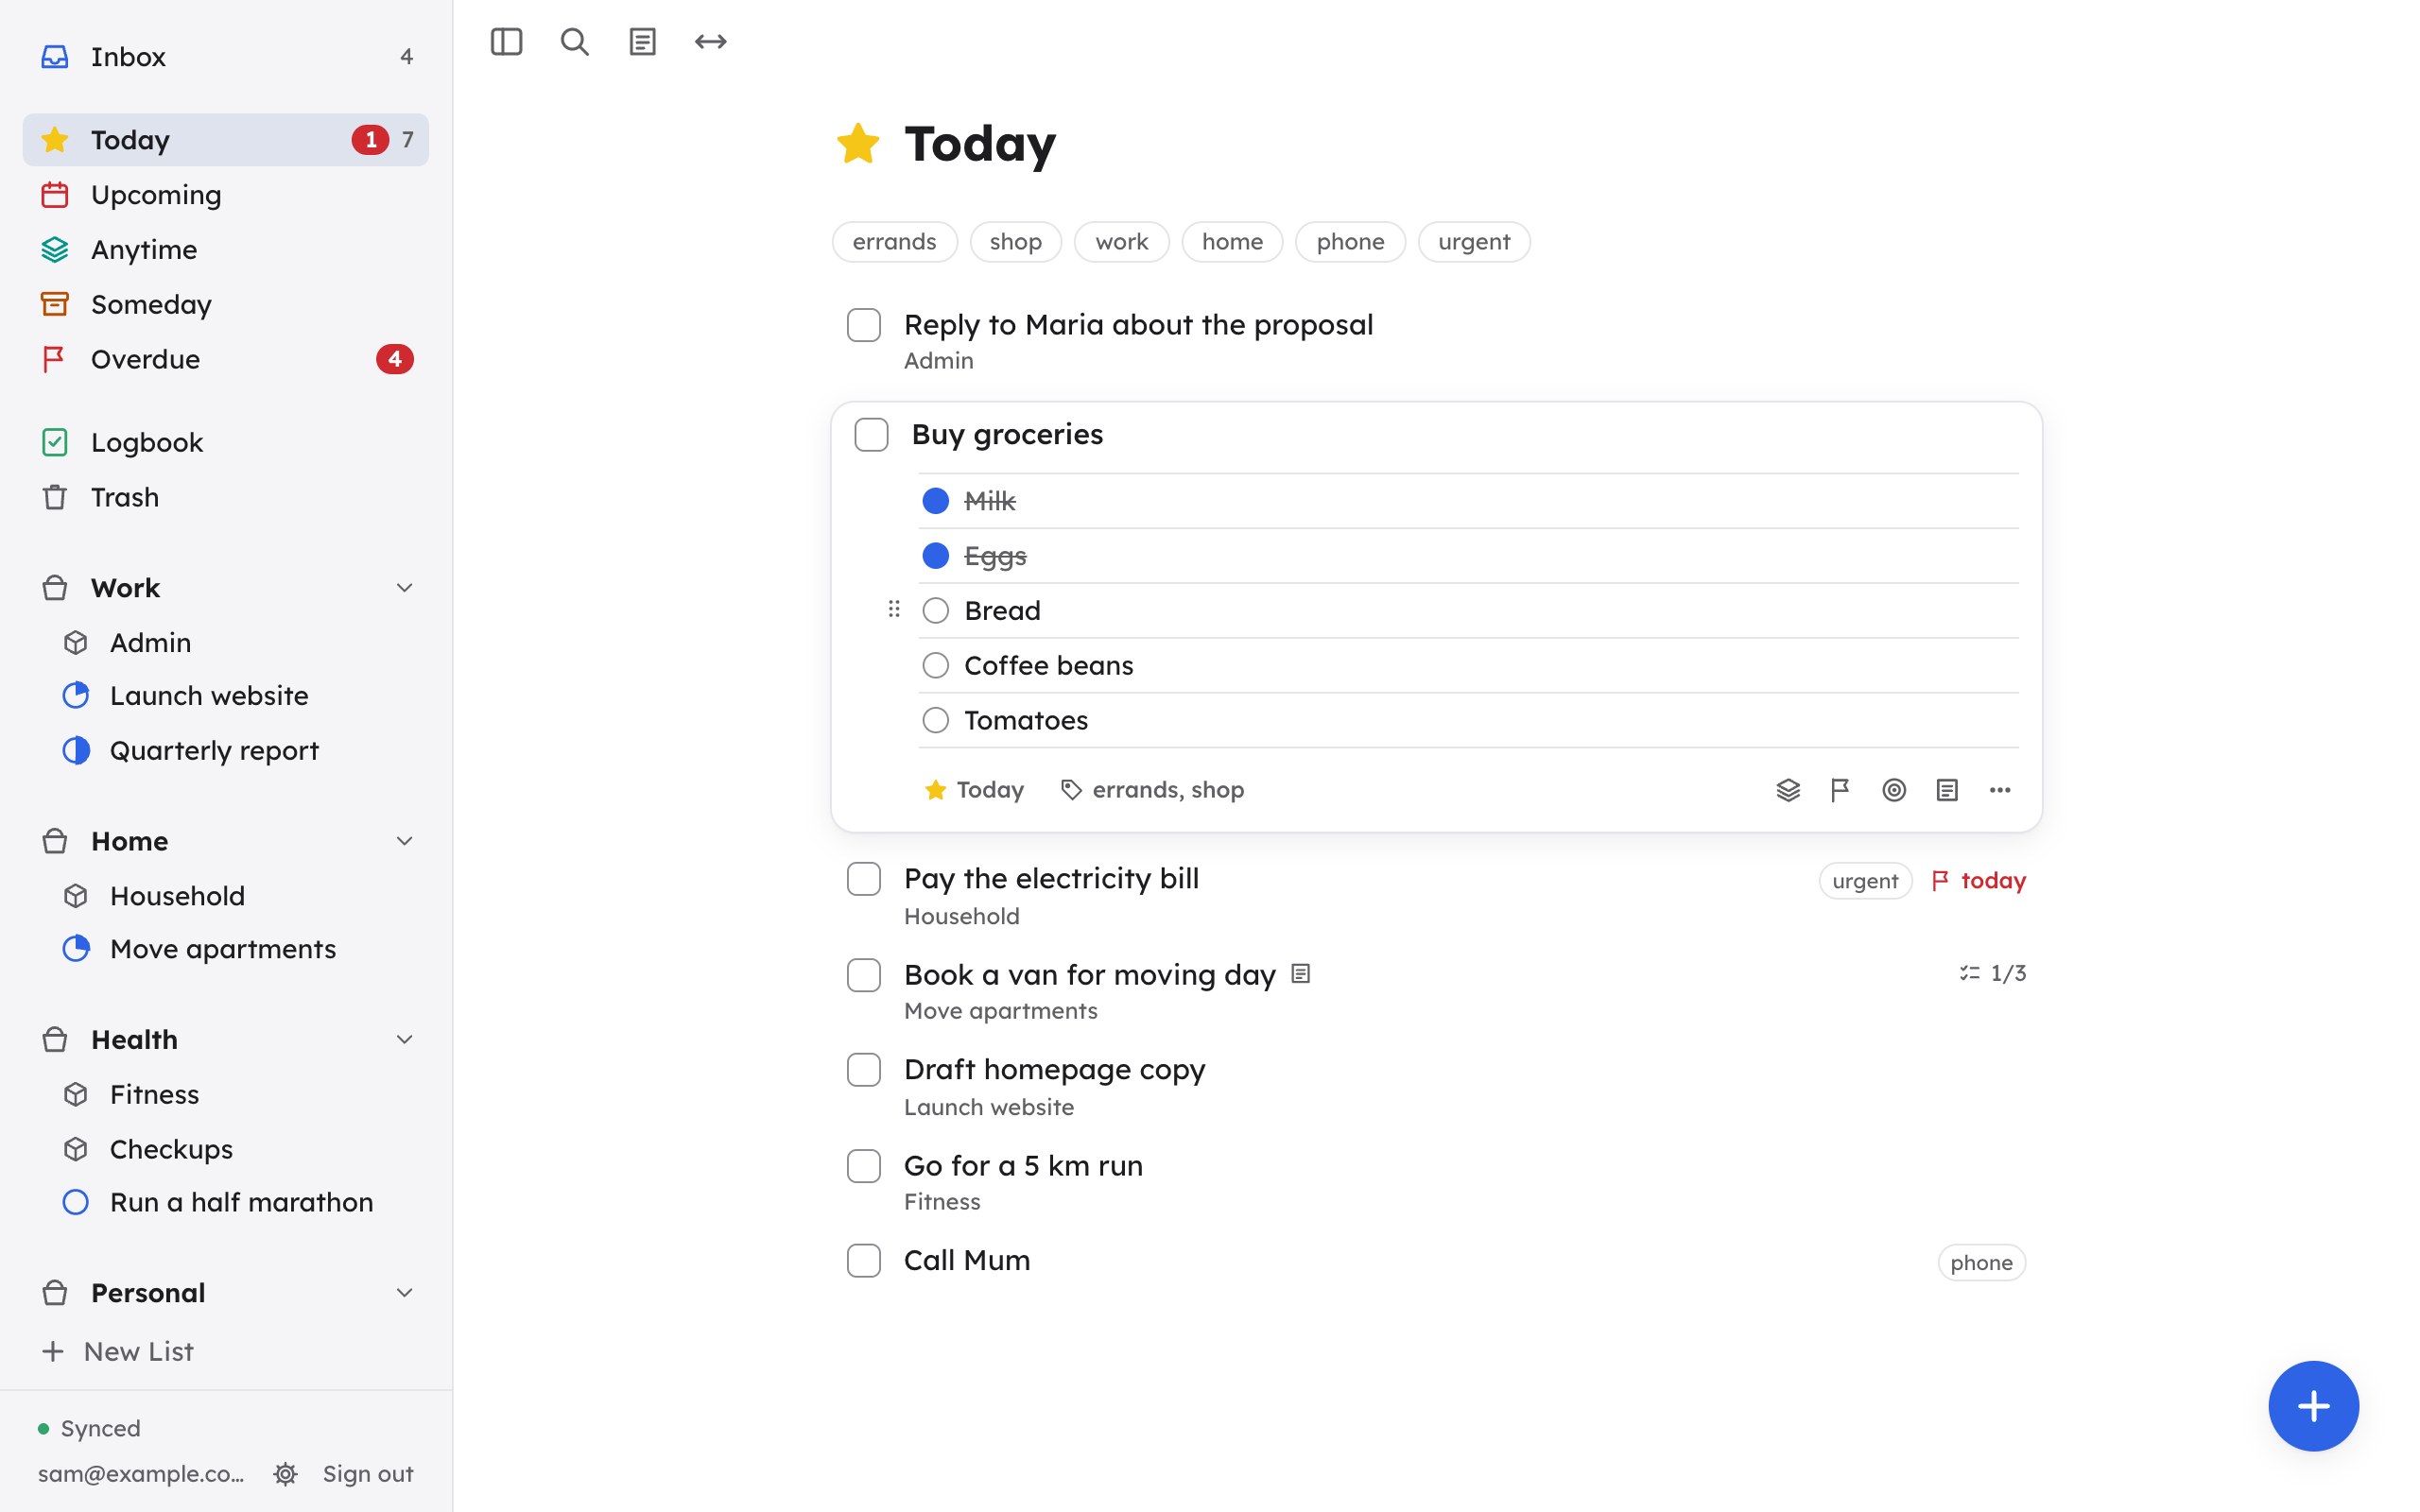 Inbox 4
Today 1 7
Upcoming
Anytime
Someday
Overdue 4
Logbook
Trash
Work
Admin
Launch website
Quarterly report
Home
Household
Move apartments
Health
Fitness
Checkups
Run a half marathon
Personal
New List
Synced
sam@example.co... Sign out
Today
errands shop work home phone urgent
Reply to Maria about the proposal
Admin
Buy groceries
Milk
Eggs
Bread
Coffee beans
Tomatoes
Today errands, shop
Pay the electricity bill urgent today
Household
Book a van for moving day 1/3
Move apartments
Draft homepage copy
Launch website
Go for a 5 km run
Fitness
Call Mum phone